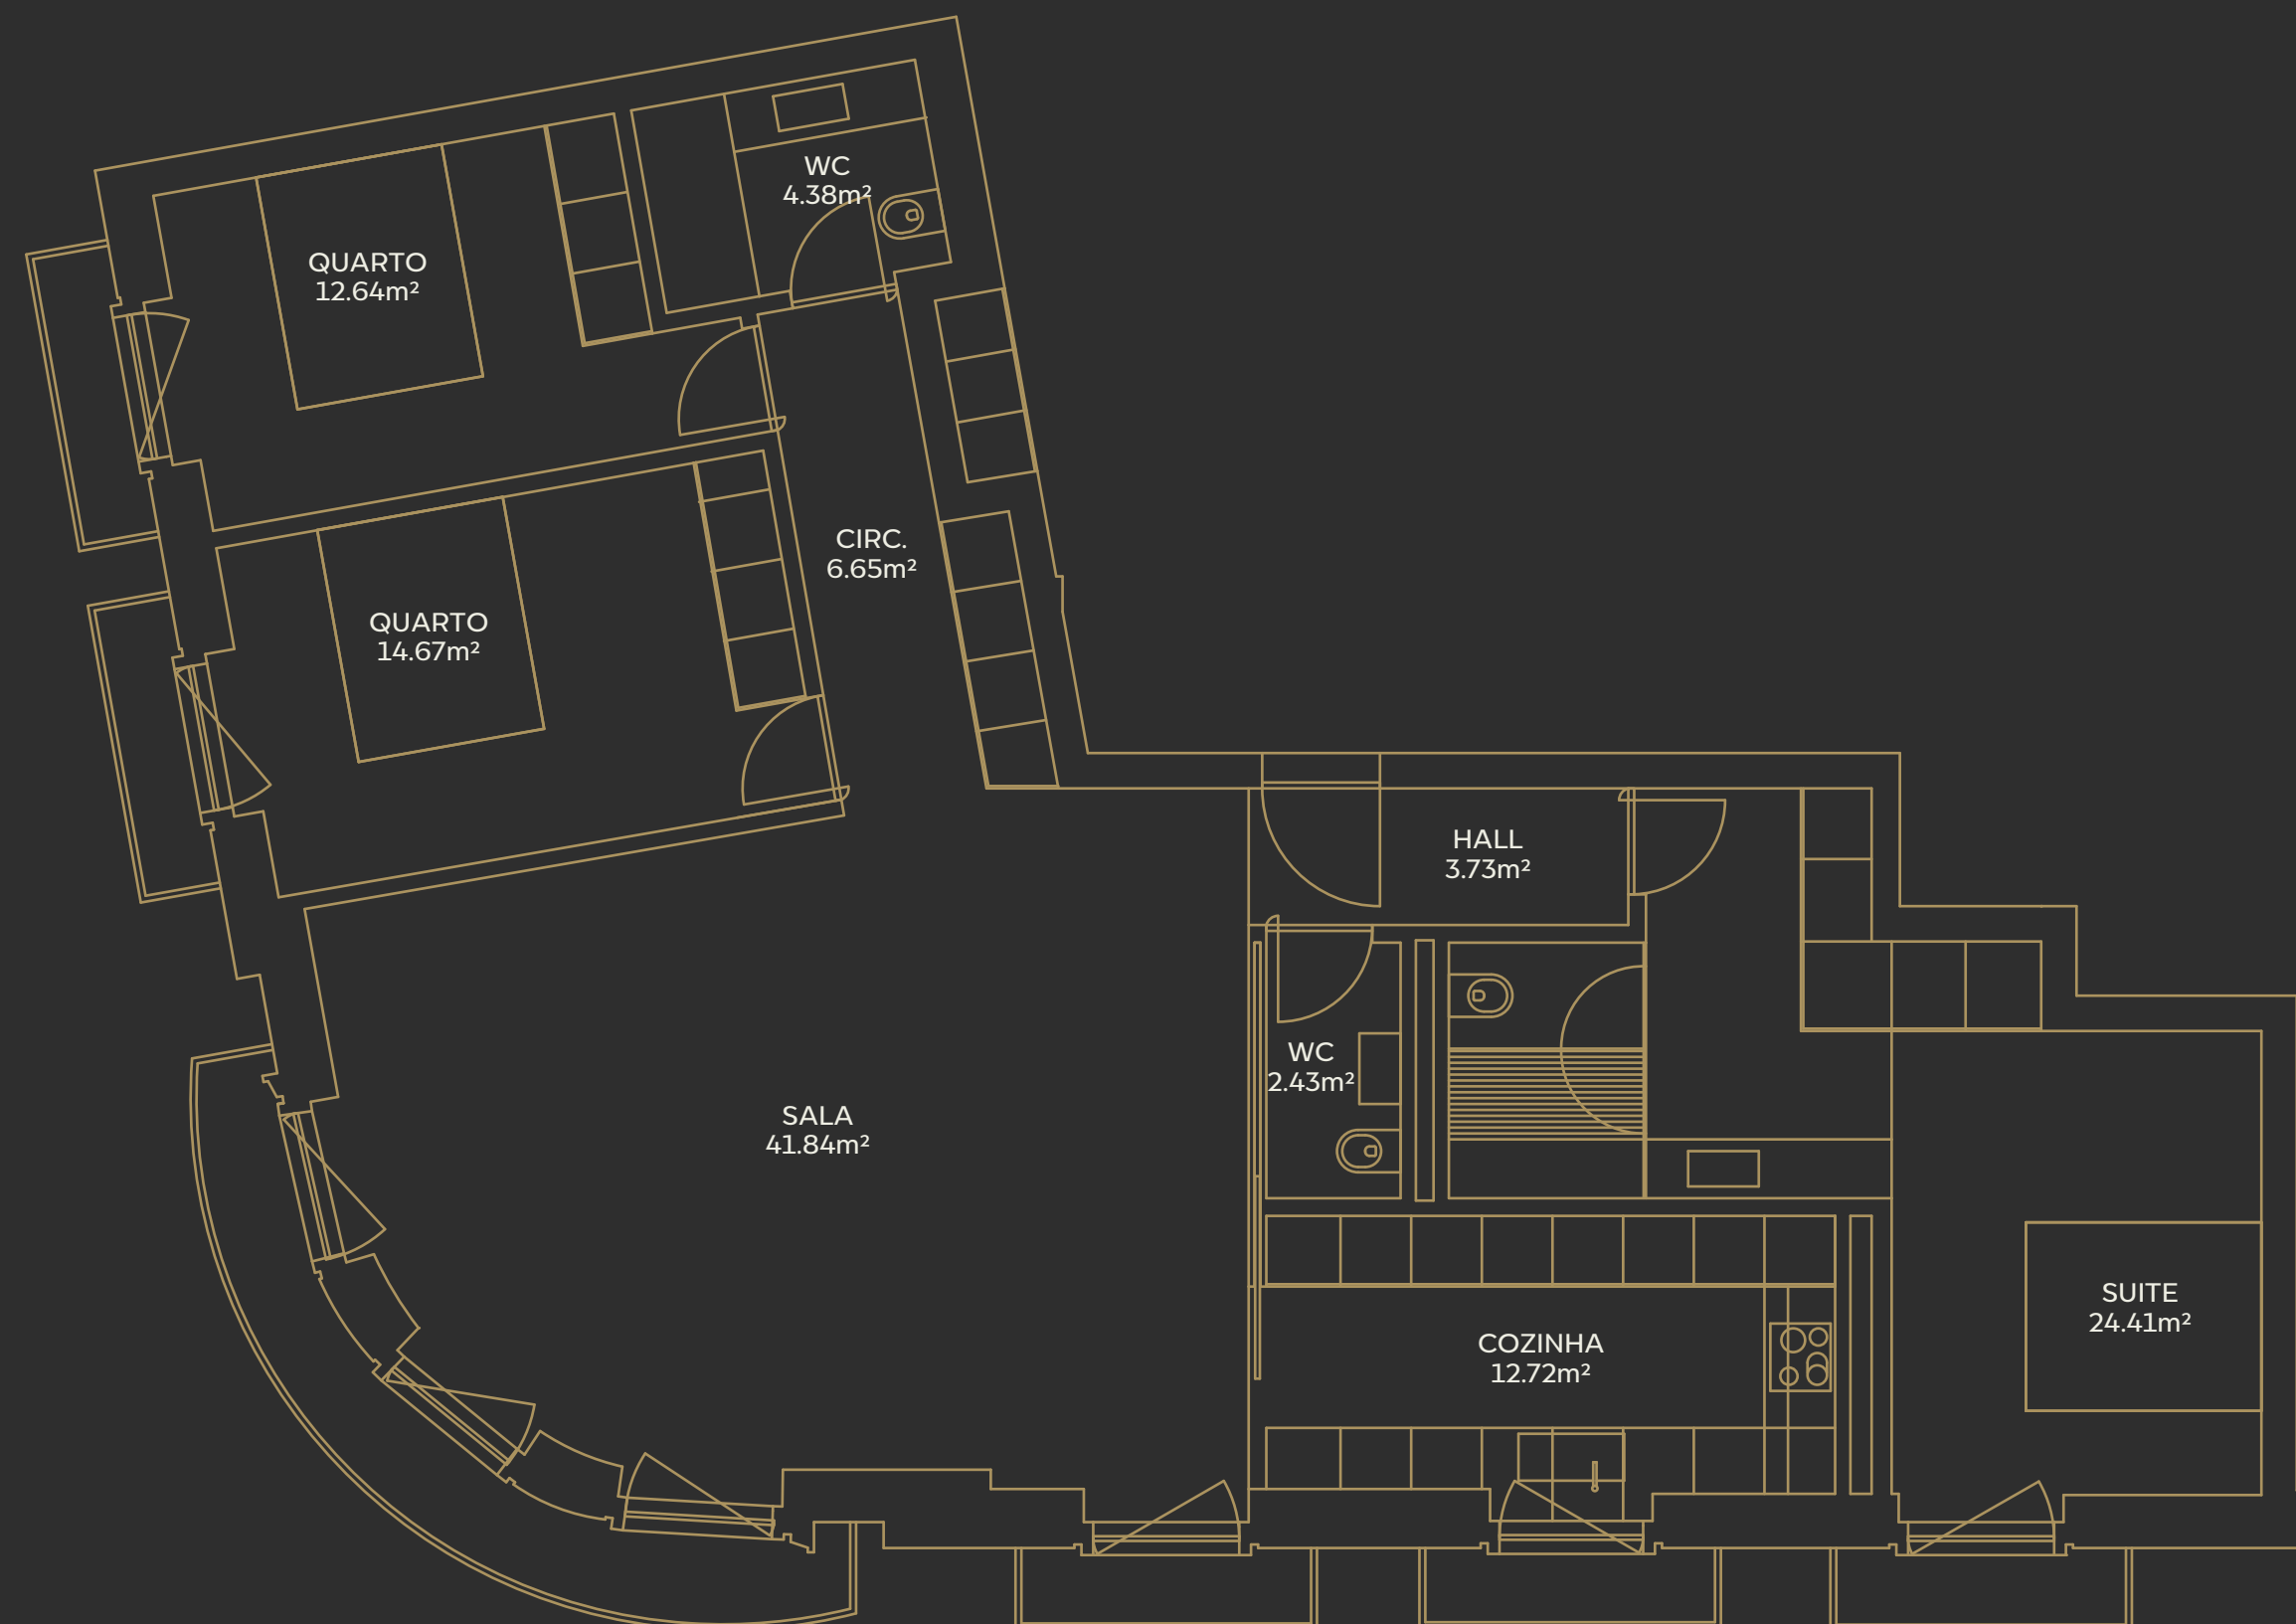 WC
4.38m²
QUARTO
12.64m²
CIRC.
6.65m²
QUARTO
14.67m²
HALL
3.73m²
WC
2.43m²
SALA
41.84m²
SUITE
24.41m²
COZINHA
12.72m²